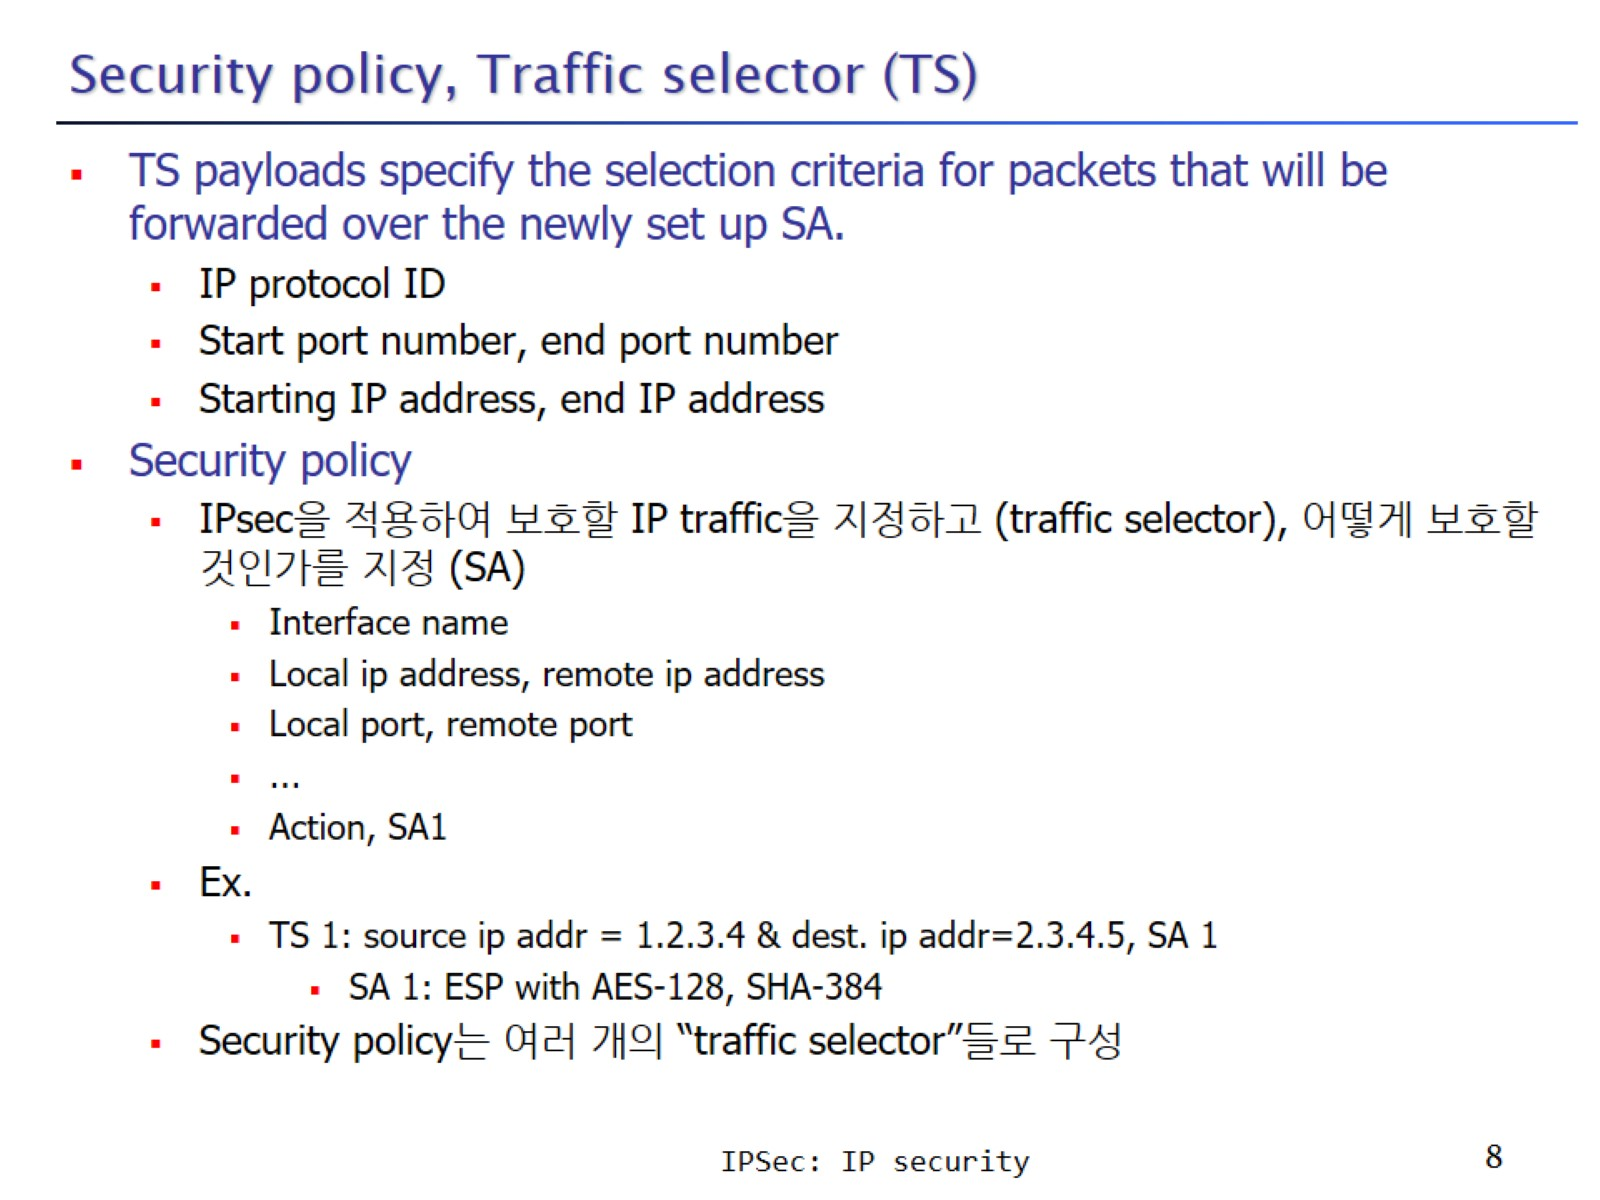 Security policy, Traffic selector (TS)
TS payloads specify the selection criteria for packets that will be
forwarded over the newly set up SA.
IP protocol ID
Start port number, end port number
Starting IP address, end IP address
Security policy
IPsec을 적용하여 보호할 IP traffic을 지정하고 (traffic selector), 어떻게 보호할
것인가를 지정 (SA)
Interface name
Local ip address, remote ip address
Local port, remote port
...
Action, SA1
Ex.
TS 1: source ip addr = 1.2.3.4 & dest. ip addr=2.3.4.5, SA 1
SA 1: ESP with AES-128, SHA-384
Security policy는 여러 개의 “traffic selector”들로 구성
IPSec: IP security
8